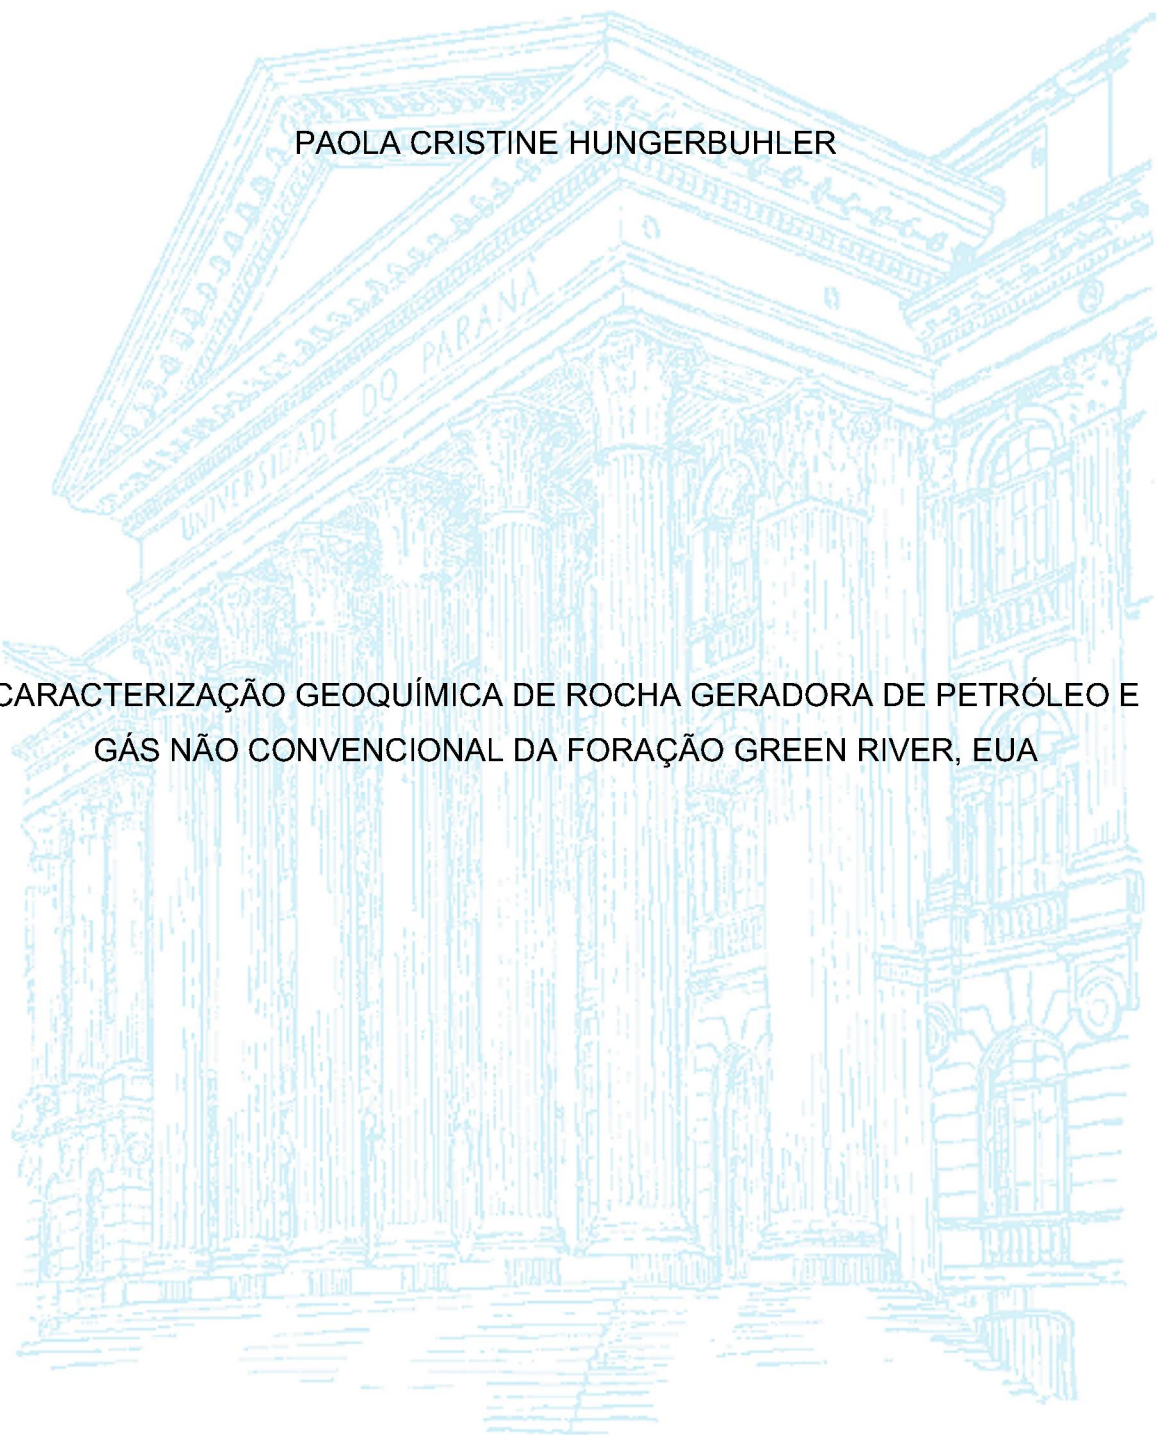 PAOLA CRISTINE HUNGERBUHLER
UNIVERSIDADE DO PARANÁ
CARACTERIZAÇÃO GEOQUÍMICA DE ROCHA GERADORA DE PETRÓLEO E
GÁS NÃO CONVENCIONAL DA FORAÇÃO GREEN RIVER, EUA